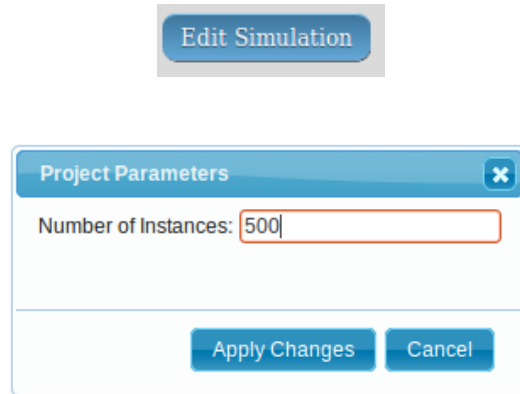 Edit Simulation
Project Parameters
Number of Instances: 500
Apply Changes Cancel